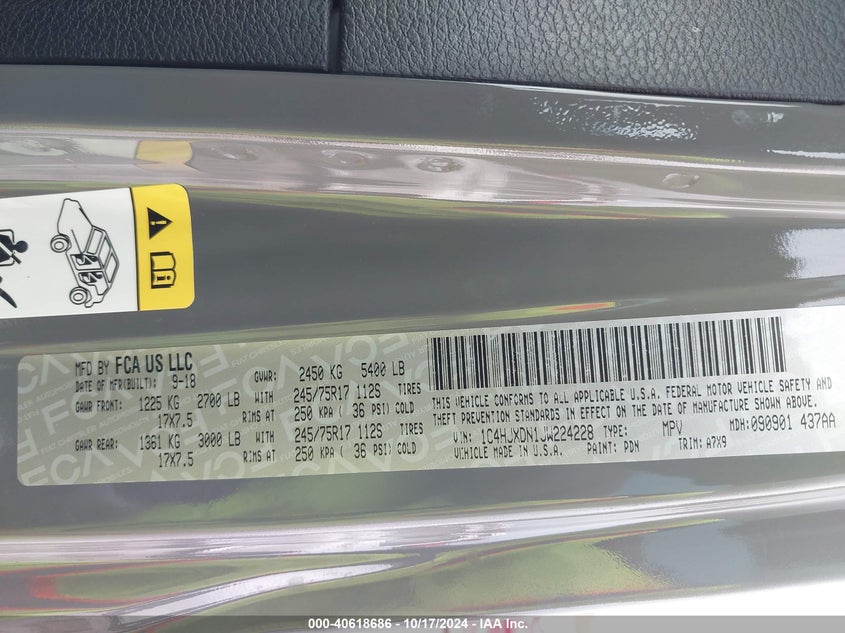 MFD BY FCA US LLC
DATE OF MFR(BUILT): 9-18 GVWR: 2450 KG 5400 LB
GAWR FRONT: 1225 KG 2700 LB WITH 245/75R17 112S TIRES
17X7.5 RIMS AT 250 KPA ( 36 PSI) COLD
GAWR REAR: 1361 KG 3000 LB WITH 245/75R17 112S TIRES
17X7.5 RIMS AT 250 KPA ( 36 PSI) COLD
THIS VEHICLE CONFORMS TO ALL APPLICABLE U.S.A. FEDERAL MOTOR VEHICLE SAFETY AND
THEFT PREVENTION STANDARDS IN EFFECT ON THE DATE OF MANUFACTURE SHOWN ABOVE.
VIN: 1C4HJXDN1JW224228 TYPE: MPV MDH: 090901 437AA
VEHICLE MADE IN U.S.A. PAINT: PDN TRIM: A7X9
000-40618686 - 10/17/2024 - IAA Inc.